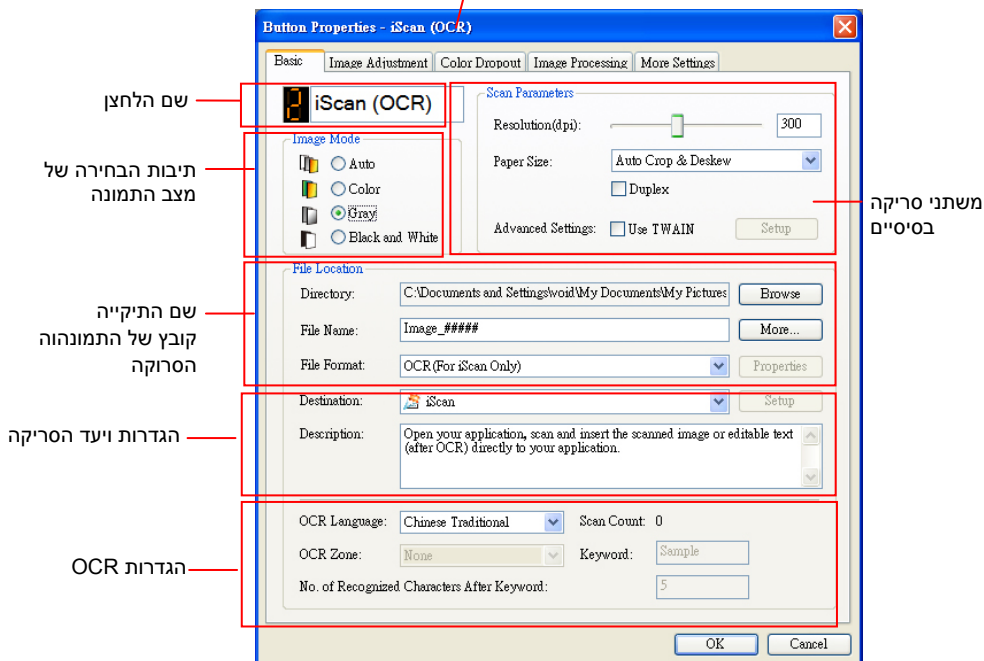 Button Properties - iScan (OCR)
Basic Image Adjustment Color Dropout Image Processing More Settings
שם הלחצן
2 iScan (OCR)
Scan Parameters
Resolution(dpi): 300
Paper Size: Auto Crop & Deskew
Duplex
Advanced Settings: Use TWAIN Setup
משתני סריקה
בסיסיים
תיבות הבחירה של
מצב התמונה
Image Mode
Auto
Color
Gray
Black and White
שם התיקייה
קובץ של התמונהוה
הסרוקה
File Location
Directory: C:\Documents and Settings\void\My Documents\My Pictures Browse
File Name: Image_##### More...
File Format: OCR(For iScan Only) Properties
הגדרות ויעד הסריקה
Destination: iScan Setup
Description: Open your application, scan and insert the scanned image or editable text
(after OCR) directly to your application.
הגדרות OCR
OCR Language: Chinese Traditional Scan Count: 0
OCR Zone: None Keyword: Sample
No. of Recognized Characters After Keyword: 5
OK Cancel